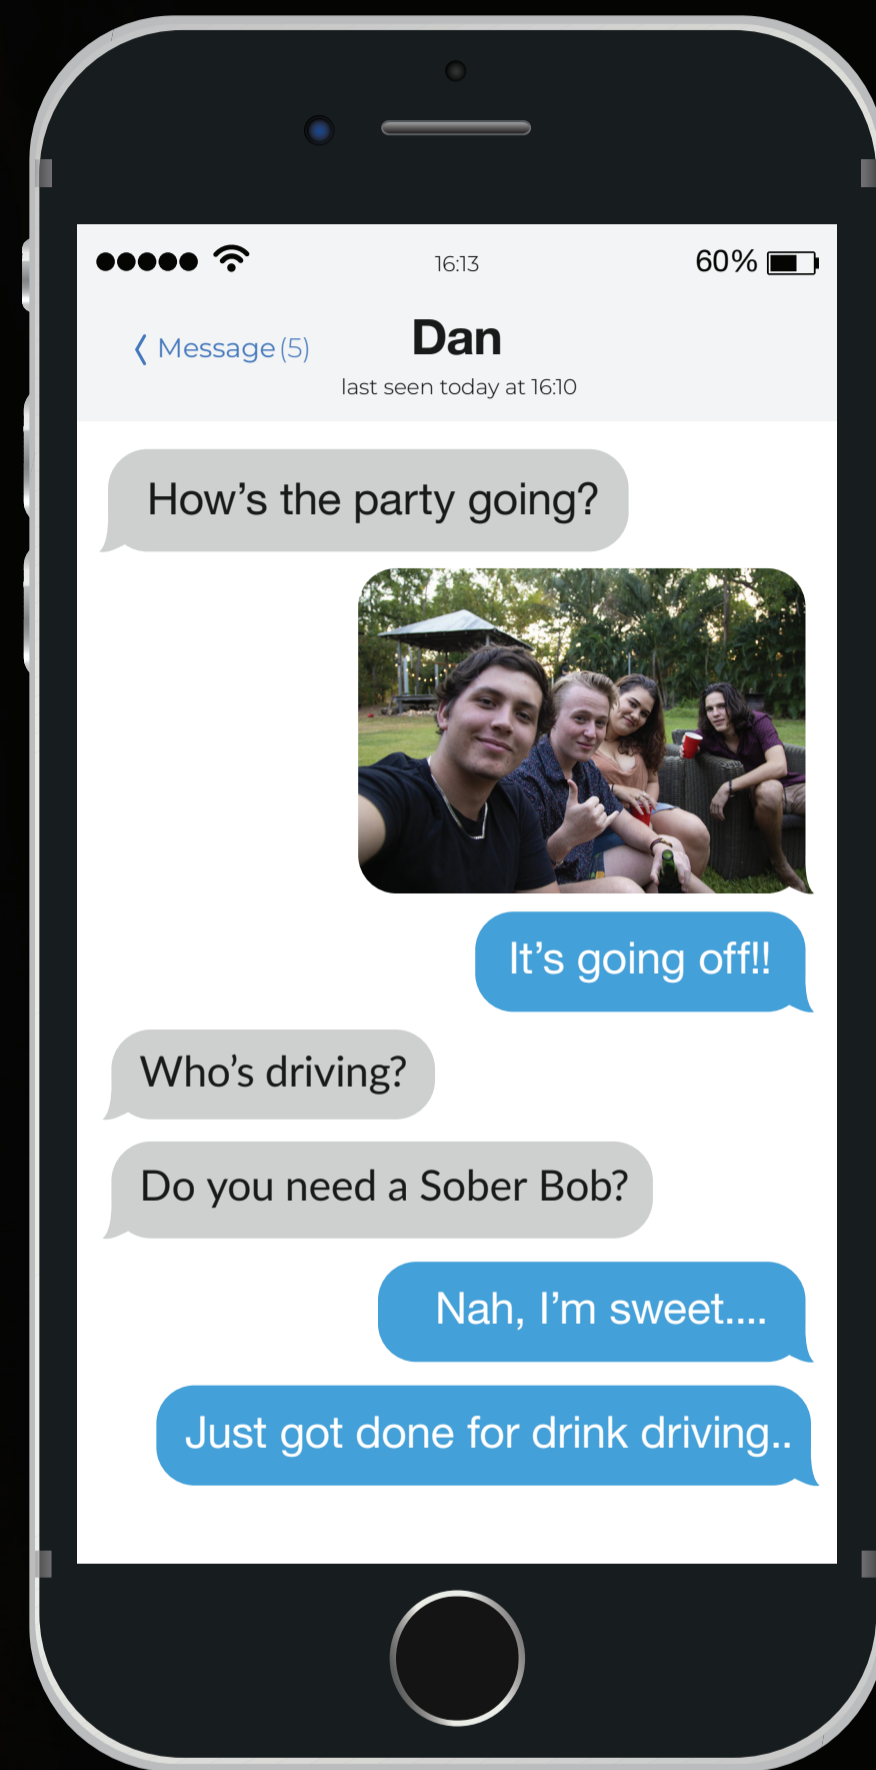 16:13
60%
Message (5)
Dan
last seen today at 16:10
How's the party going?
It's going off!!
Who's driving?
Do you need a Sober Bob?
Nah, I'm sweet....
Just got done for drink driving..